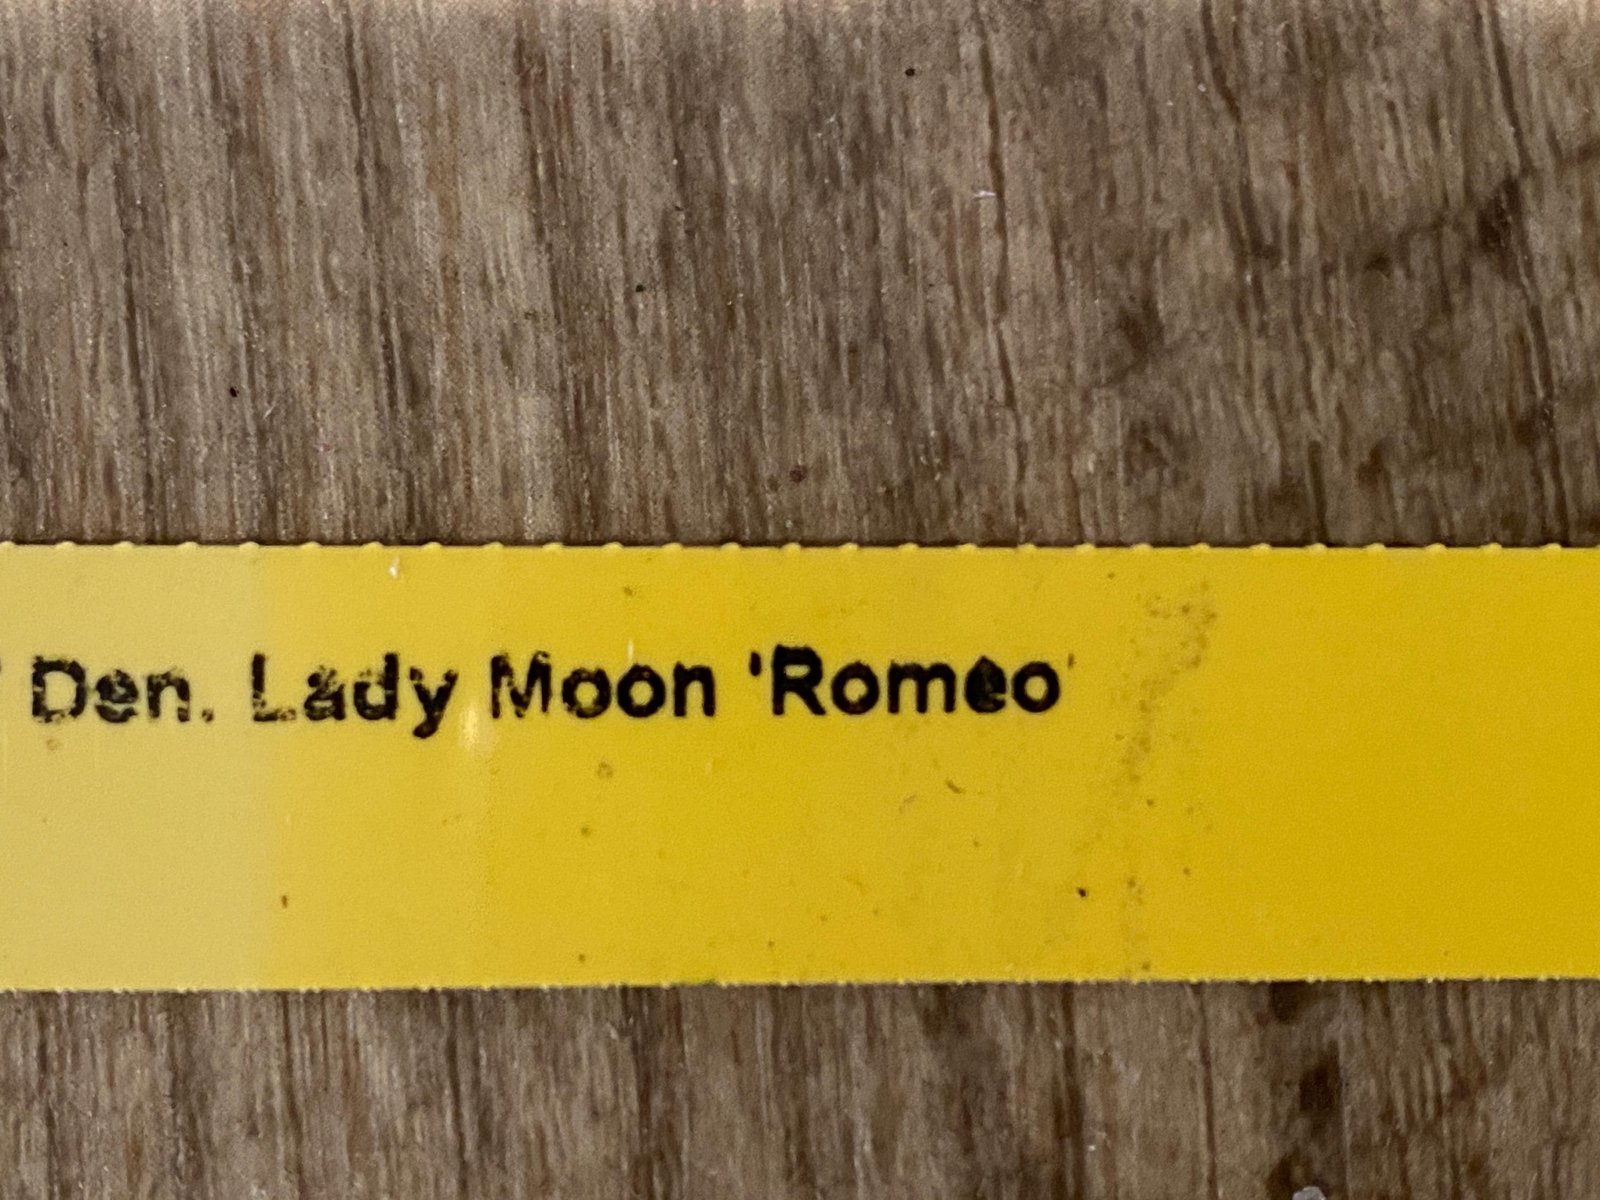 ' Den. Lady Moon 'Romeo'